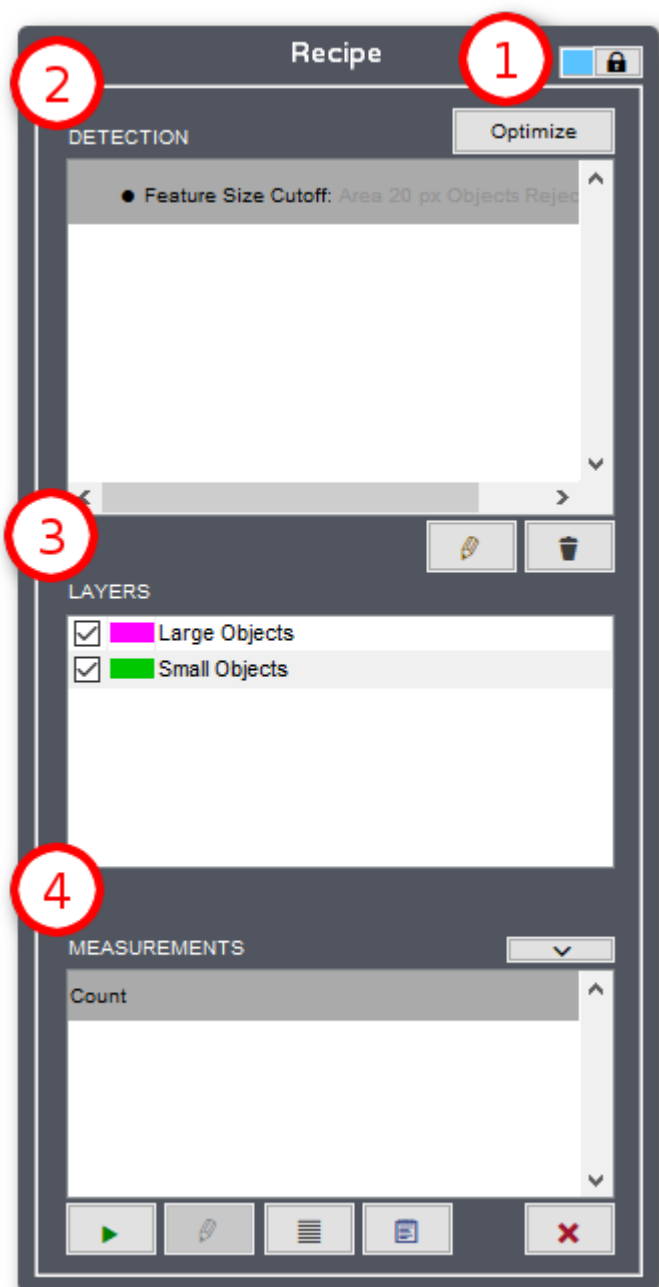 Recipe
1
2
DETECTION
Optimize
Feature Size Cutoff: Area 20 px Objects Rejec
3
LAYERS
Large Objects
Small Objects
4
MEASUREMENTS
Count